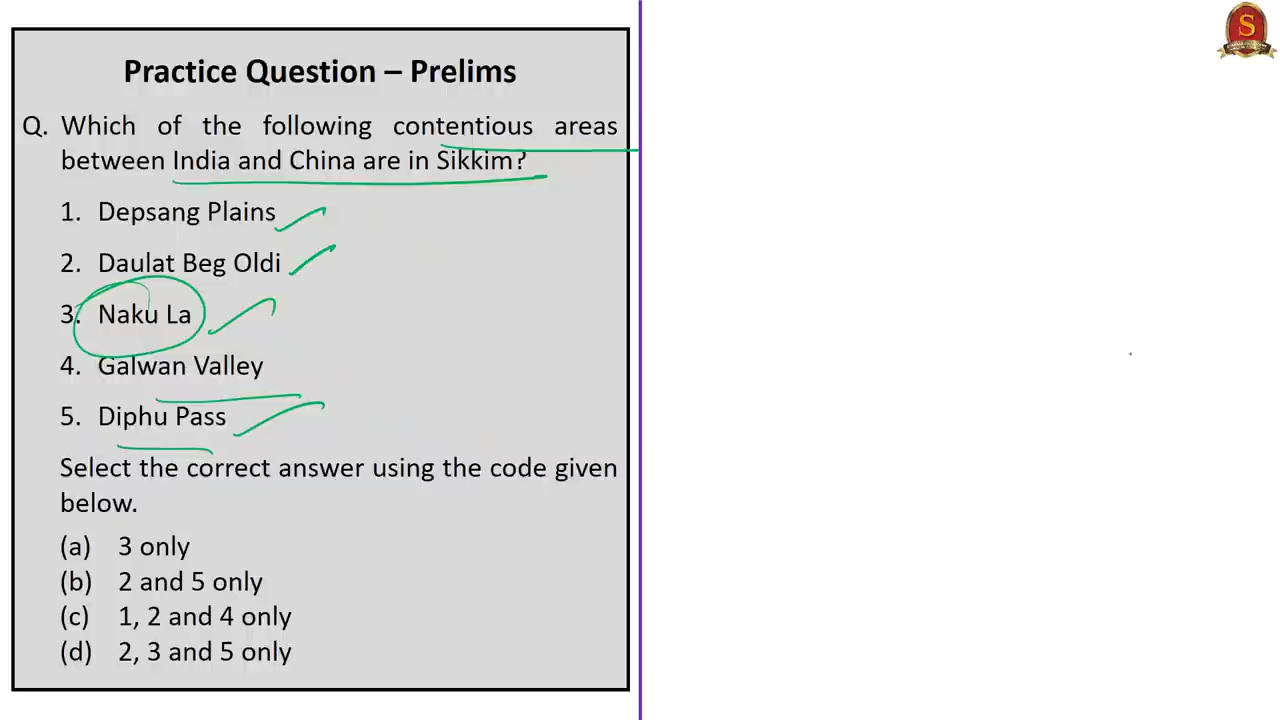 Practice Question – Prelims
Q. Which of the following contentious areas
between India and China are in Sikkim?
1. Depsang Plains
2. Daulat Beg Oldi
3. Naku La
4. Galwan Valley
5. Diphu Pass
Select the correct answer using the code given
below.
(a) 3 only
(b) 2 and 5 only
(c) 1, 2 and 4 only
(d) 2, 3 and 5 only
S